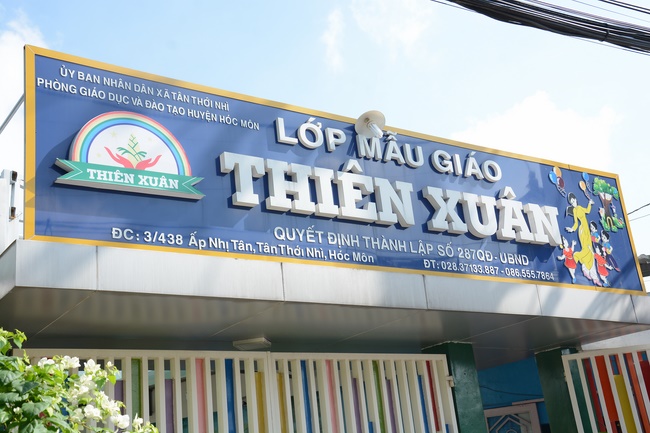 ỦY BAN NHÂN DÂN XÃ TÂN THỚI NHÌ
PHÒNG GIÁO DỤC VÀ ĐÀO TẠO HUYỆN HÓC MÔN
LỚP MẪU GIÁO
THIÊN XUÂN
THIÊN XUÂN
QUYẾT ĐỊNH THÀNH LẬP SỐ 287QĐ-UBND
ĐC: 3/438 Ấp Nhị Tân, Tân Thới Nhì, Hóc Môn
ĐT: 028.37133.887 - 086.555.7864